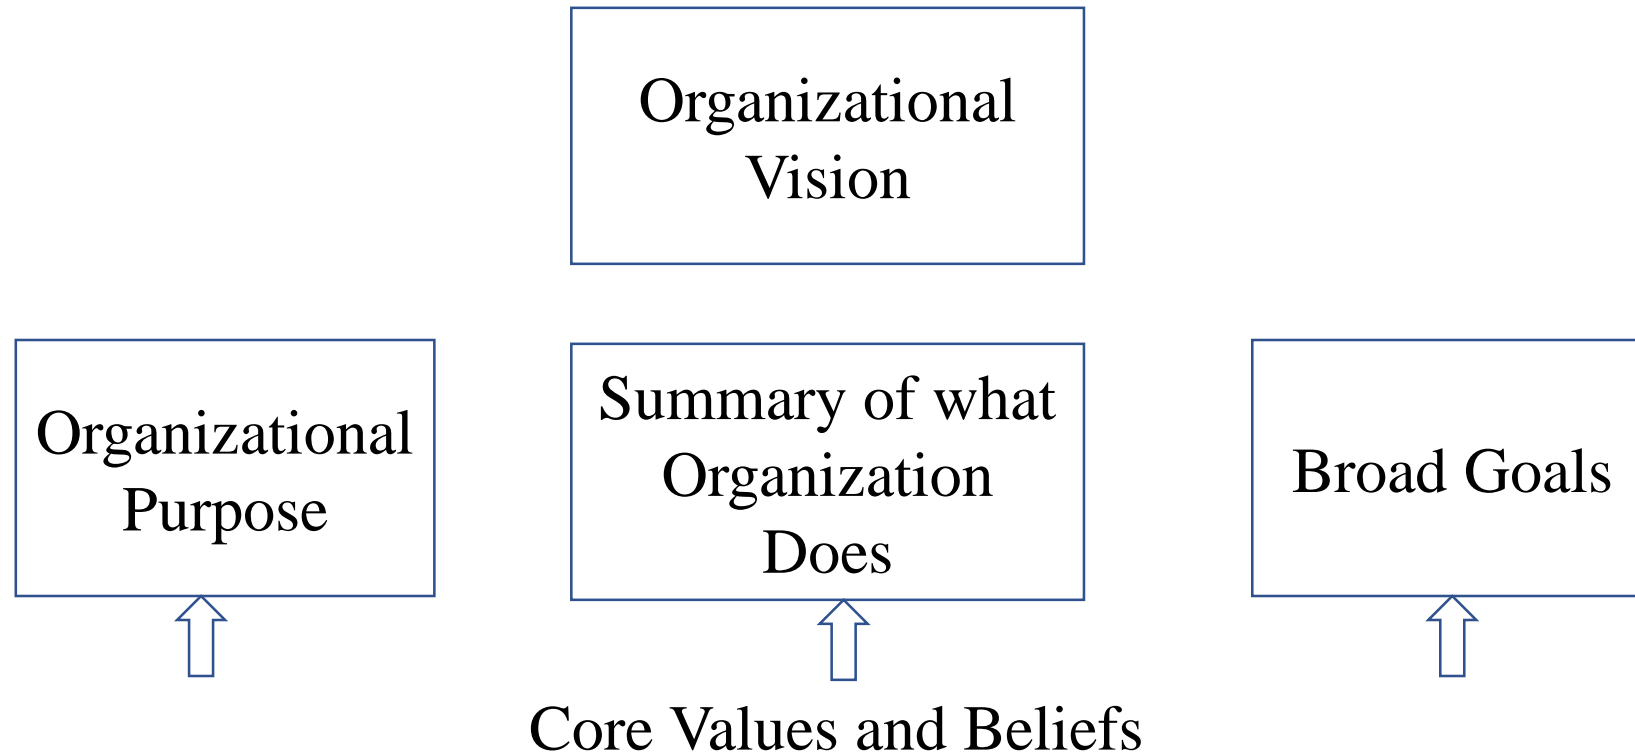 Organizational
Vision
Organizational
Purpose
Summary of what
Organization
Does
Broad Goals
Core Values and Beliefs